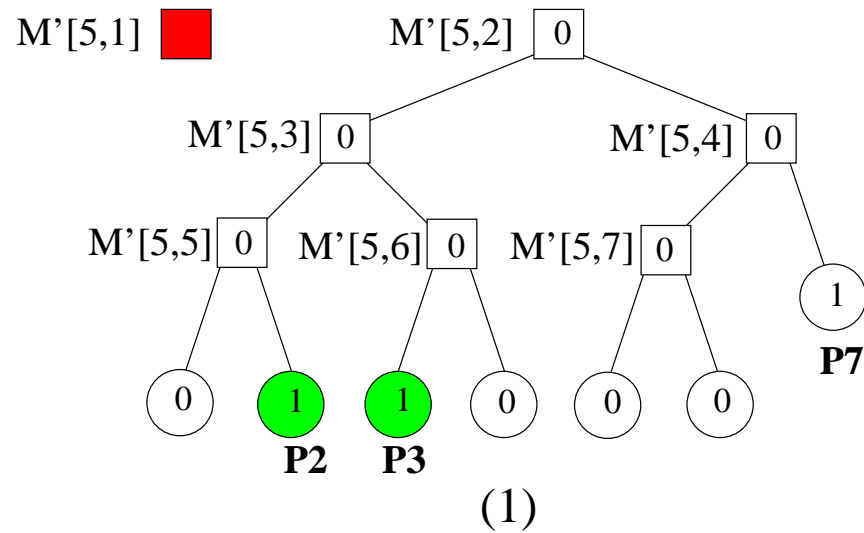 M’[5,1] M’[5,2] 0
M’[5,3] 0 M’[5,4] 0
M’[5,5] 0 M’[5,6] 0 M’[5,7] 0
1
P7
0 1 1 0 0 0
P2 P3
(1)